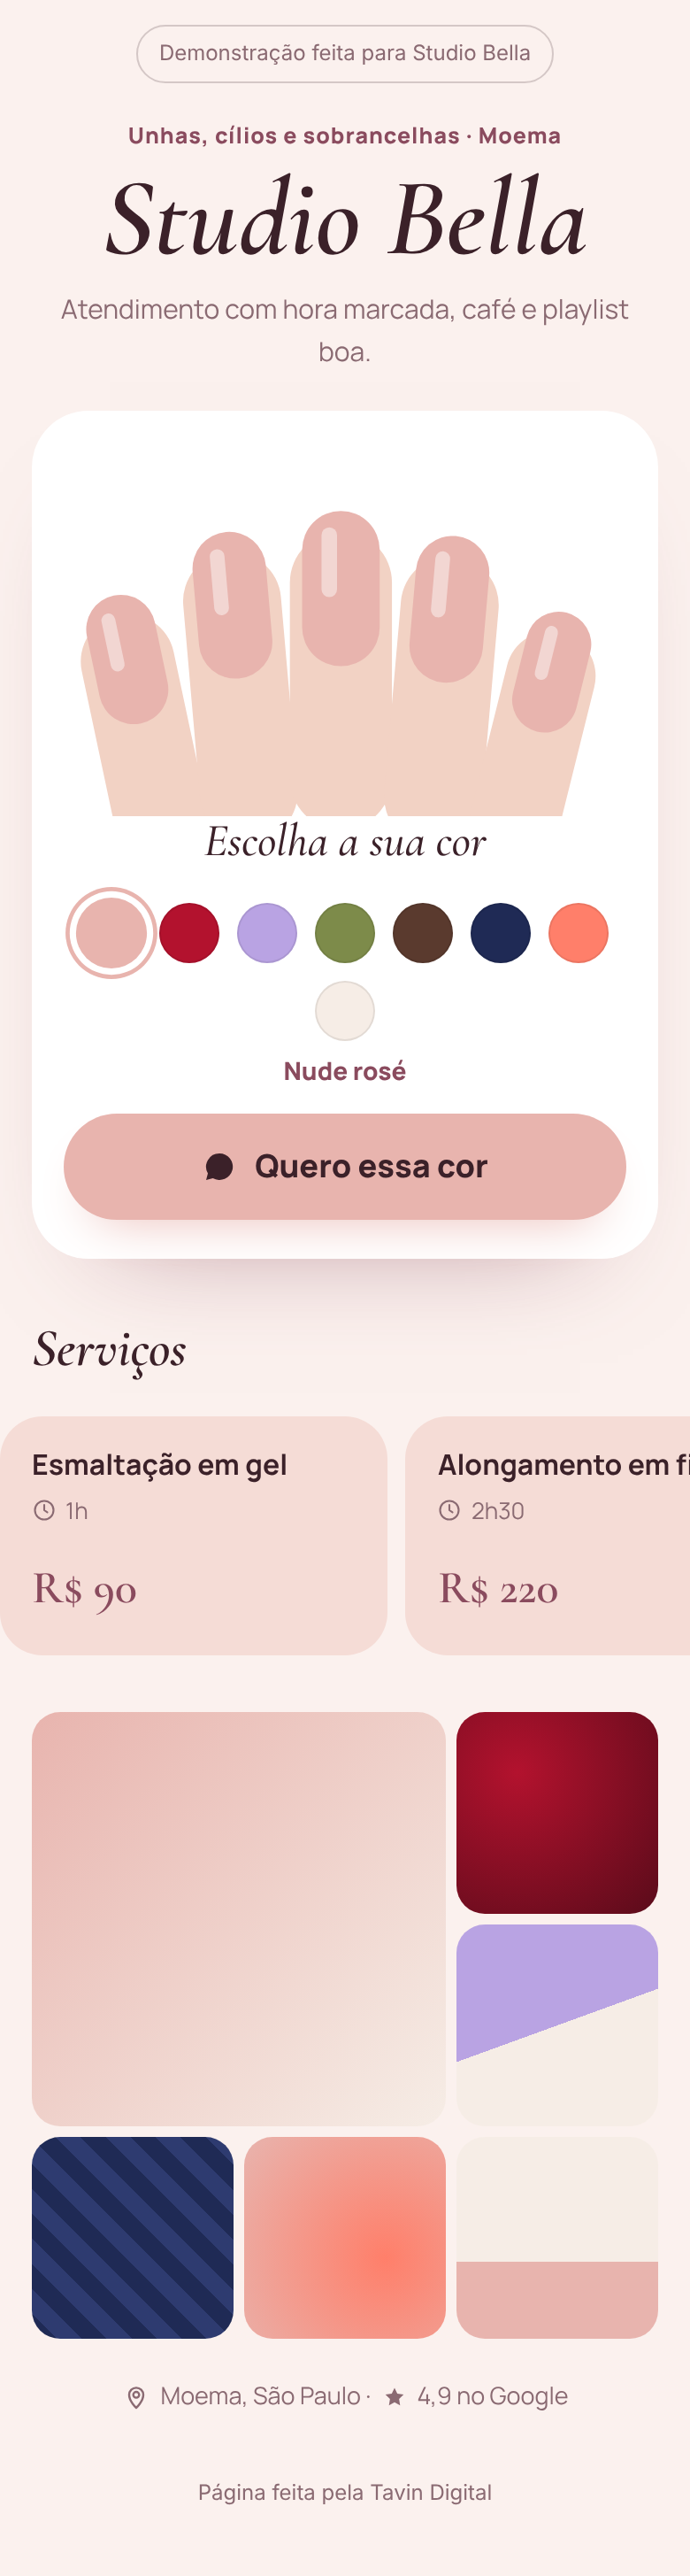 Demonstração feita para Studio Bella
Unhas, cílios e sobrancelhas · Moema
Studio Bella
Atendimento com hora marcada, café e playlist
boa.
Escolha a sua cor
Nude rosé
Quero essa cor
Serviços
Esmaltação em gel
1h
R$ 90
Alongamento em
2h30
R$ 220
Moema, São Paulo · 4,9 no Google
Página feita pela Tavin Digital